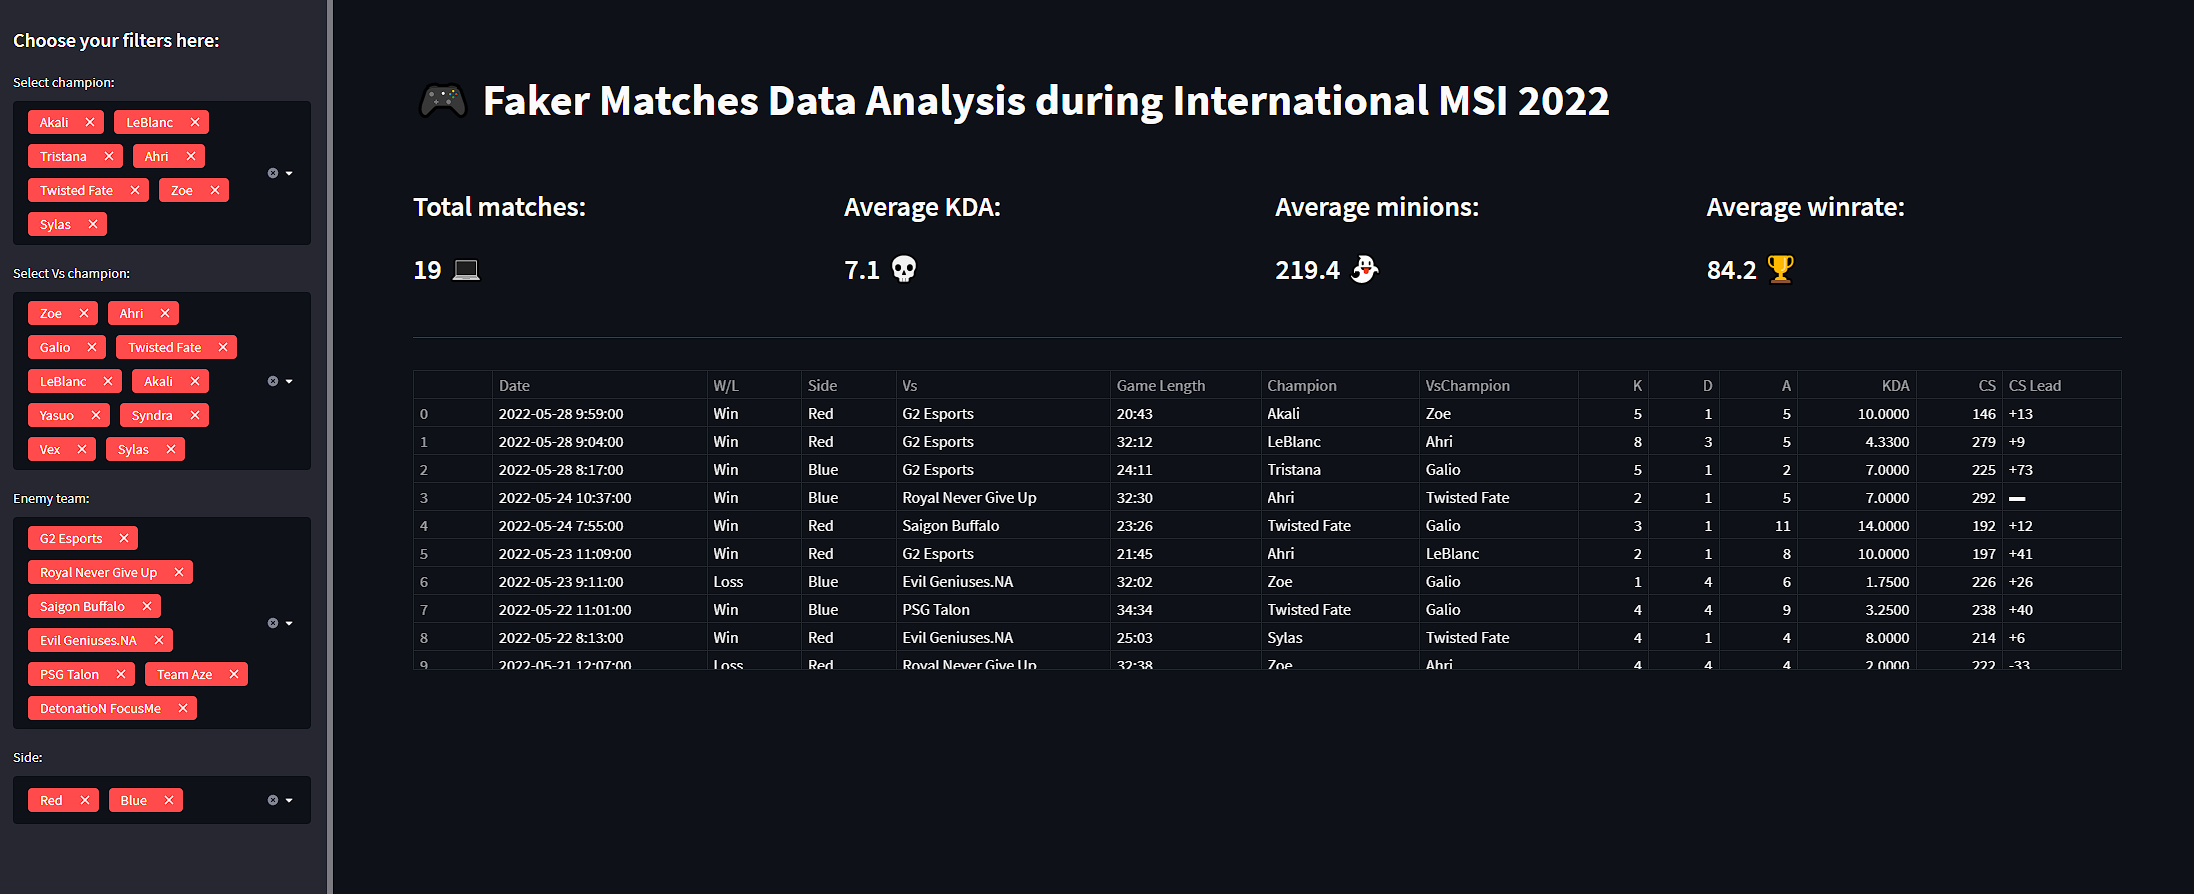 Choose your filters here:
Select champion:
Akali LeBlanc
Tristana Ahri
Twisted Fate Zoe
Sylas
Select Vs champion:
Zoe Ahri
Galio Twisted Fate
LeBlanc Akali
Yasuo Syndra
Vex Sylas
Enemy team:
G2 Esports
Royal Never Give Up
Saigon Buffalo
Evil Geniuses.NA
PSG Talon Team Aze
DetonatioN FocusMe
Side:
Red Blue
🎮 Faker Matches Data Analysis during International MSI 2022
Total matches: Average KDA: Average minions: Average winrate:
19 💻 7.1 💀 219.4 👻 84.2 🏆
Date W/L Side Vs Game Length Champion VsChampion K D A KDA CS CS Lead
0 2022-05-28 9:59:00 Win Red G2 Esports 20:43 Akali Zoe 5 1 5 10.0000 146 +13
1 2022-05-28 9:04:00 Win Red G2 Esports 32:12 LeBlanc Ahri 8 3 5 4.3300 279 +9
2 2022-05-28 8:17:00 Win Blue G2 Esports 24:11 Tristana Galio 5 1 2 7.0000 225 +73
3 2022-05-24 10:37:00 Win Blue Royal Never Give Up 32:30 Ahri Twisted Fate 2 1 5 7.0000 292 ➖
4 2022-05-24 7:55:00 Win Red Saigon Buffalo 23:26 Twisted Fate Galio 3 1 11 14.0000 192 +12
5 2022-05-23 11:09:00 Win Red G2 Esports 21:45 Ahri LeBlanc 2 1 8 10.0000 197 +41
6 2022-05-23 9:11:00 Loss Blue Evil Geniuses.NA 32:02 Zoe Galio 1 4 6 1.7500 226 +26
7 2022-05-22 11:01:00 Win Blue PSG Talon 34:34 Twisted Fate Galio 4 4 9 3.2500 238 +40
8 2022-05-22 8:13:00 Win Red Evil Geniuses.NA 25:03 Sylas Twisted Fate 4 1 4 8.0000 214 +6
9 2022-05-21 12:07:00 Loss Red Royal Never Give Up 32:38 Zoe Ahri 4 4 4 2.0000 222 -33